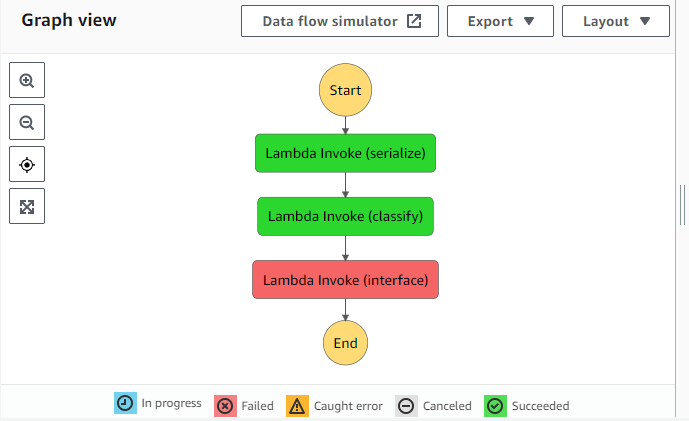 Graph view
Data flow simulator
Export
Layout
Start
Lambda Invoke (serialize)
Lambda Invoke (classify)
Lambda Invoke (interface)
End
In progress
Failed
Caught error
Canceled
Succeeded